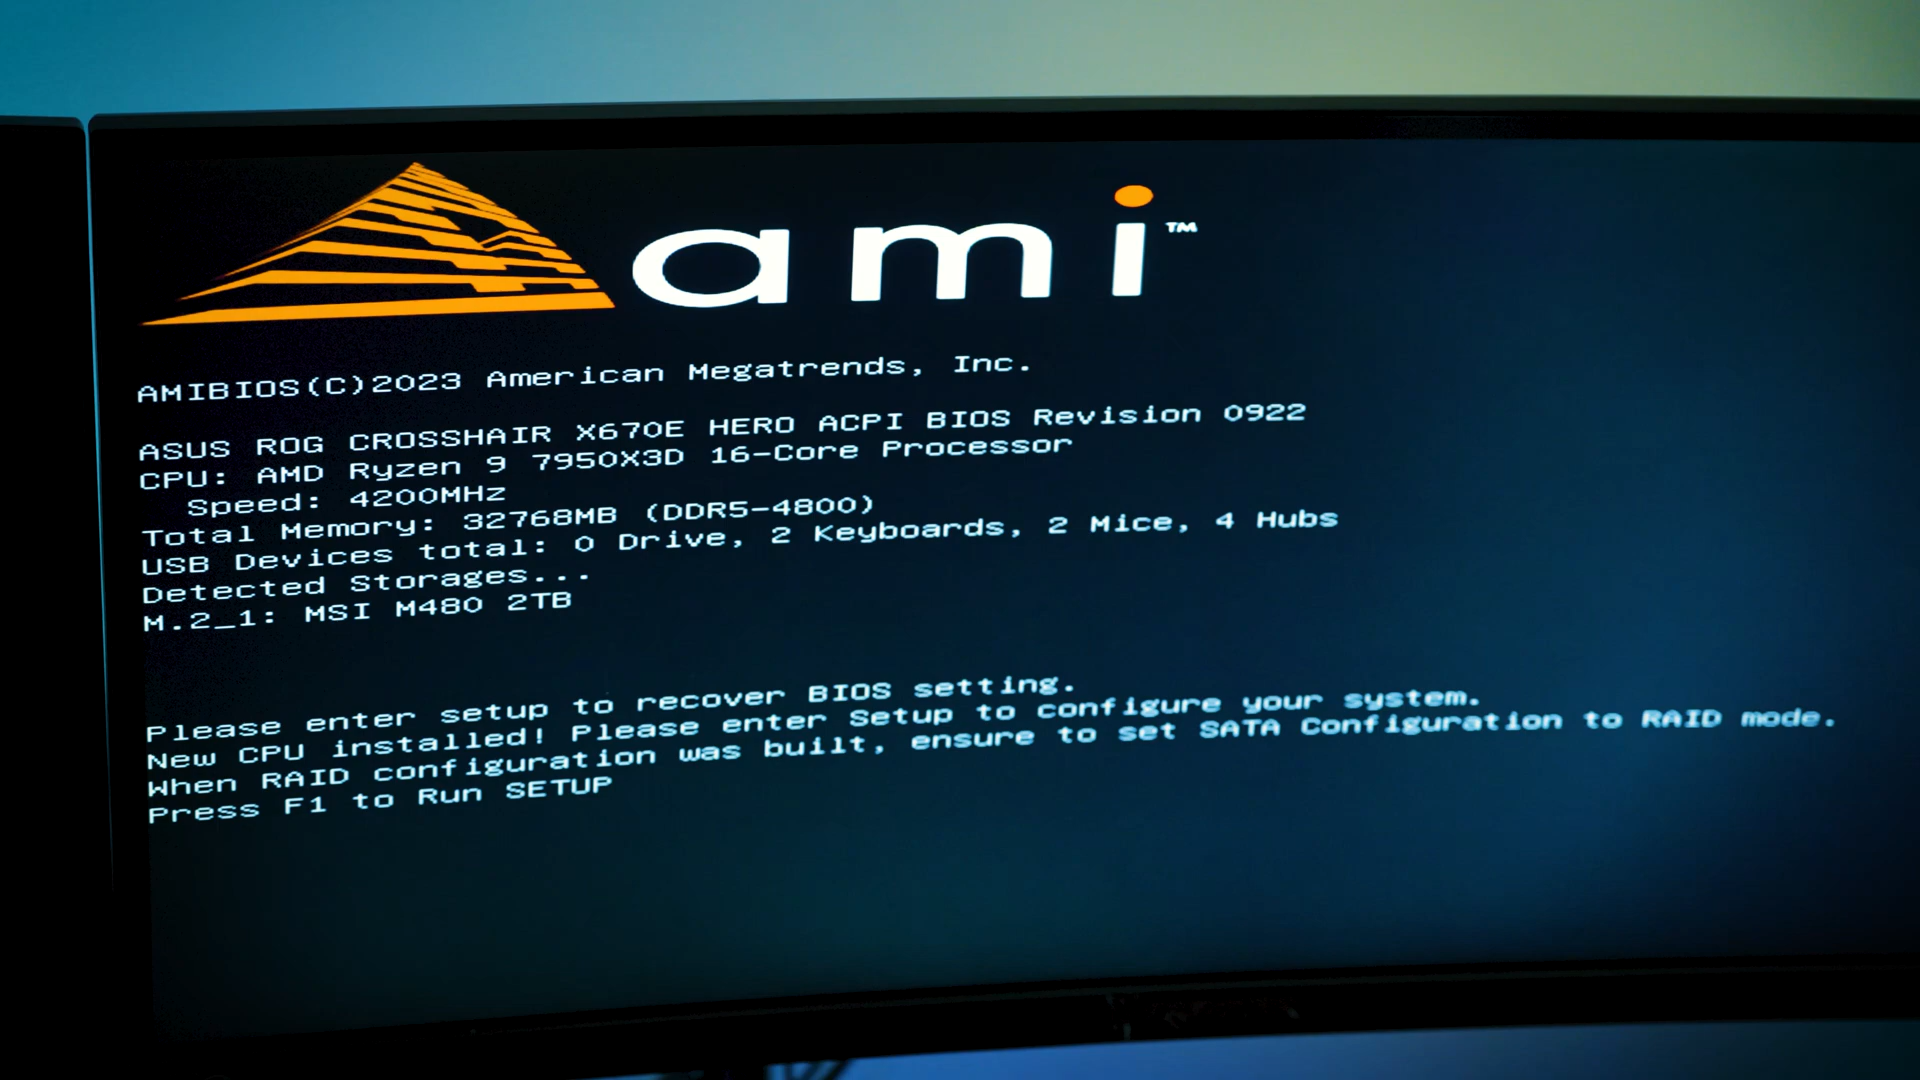 ami™
AMIBIOS(C)2023 American Megatrends, Inc.
ASUS ROG CROSSHAIR X670E HERO ACPI BIOS Revision 0922
CPU: AMD Ryzen 9 7950X3D 16-Core Processor
Speed: 4200MHz
Total Memory: 32768MB (DDR5-4800)
USB Devices total: 0 Drive, 2 Keyboards, 2 Mice, 4 Hubs
Detected Storages...
M.2_1: MSI M480 2TB
Please enter setup to recover BIOS setting.
New CPU installed! Please enter Setup to configure your system.
When RAID configuration was built, ensure to set SATA Configuration to RAID mode.
Press F1 to Run SETUP